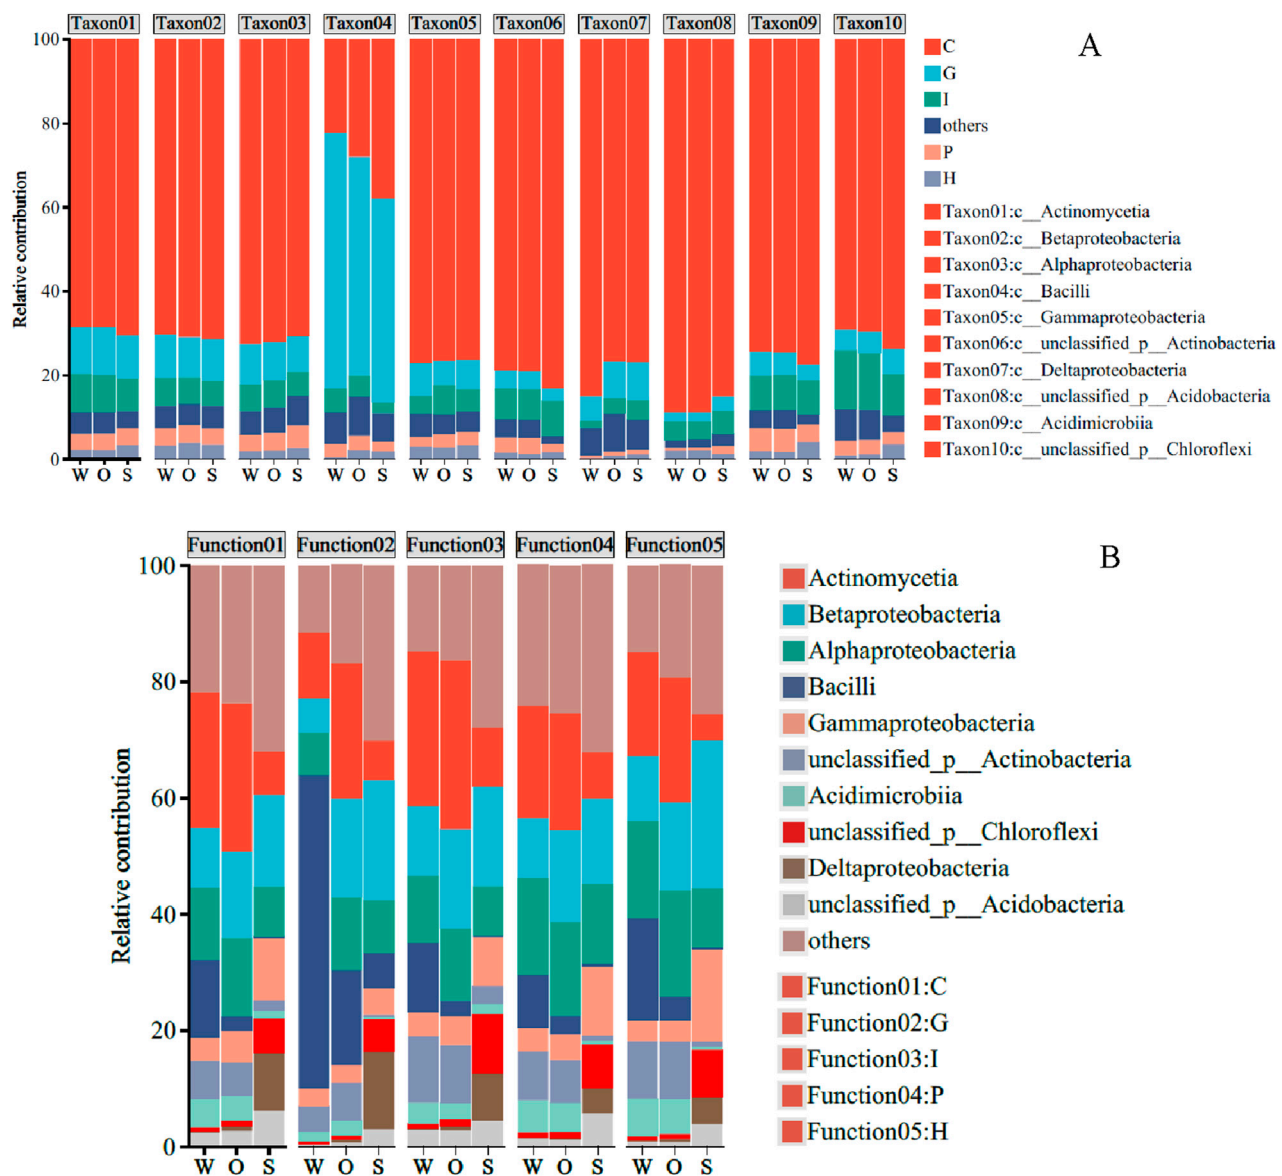 Taxon01 Taxon02 Taxon03 Taxon04 Taxon05 Taxon06 Taxon07 Taxon08 Taxon09 Taxon10
A
Relative contribution
100
80
60
40
20
0
W O S W O S W O S W O S W O S W O S W O S W O S W O S W O S
C
G
I
others
P
H
Taxon01:c__Actinomycetia
Taxon02:c__Betaproteobacteria
Taxon03:c__Alphaproteobacteria
Taxon04:c__Bacilli
Taxon05:c__Gammaproteobacteria
Taxon06:c__unclassified_p__Actinobacteria
Taxon07:c__Deltaproteobacteria
Taxon08:c__unclassified_p__Acidobacteria
Taxon09:c__Acidimicrobiia
Taxon10:c__unclassified_p__Chloroflexi
Function01 Function02 Function03 Function04 Function05
B
Relative contribution
100
80
60
40
20
0
W O S W O S W O S W O S W O S
Actinomycetia
Betaproteobacteria
Alphaproteobacteria
Bacilli
Gammaproteobacteria
unclassified_p__Actinobacteria
Acidimicrobiia
unclassified_p__Chloroflexi
Deltaproteobacteria
unclassified_p__Acidobacteria
others
Function01:C
Function02:G
Function03:I
Function04:P
Function05:H